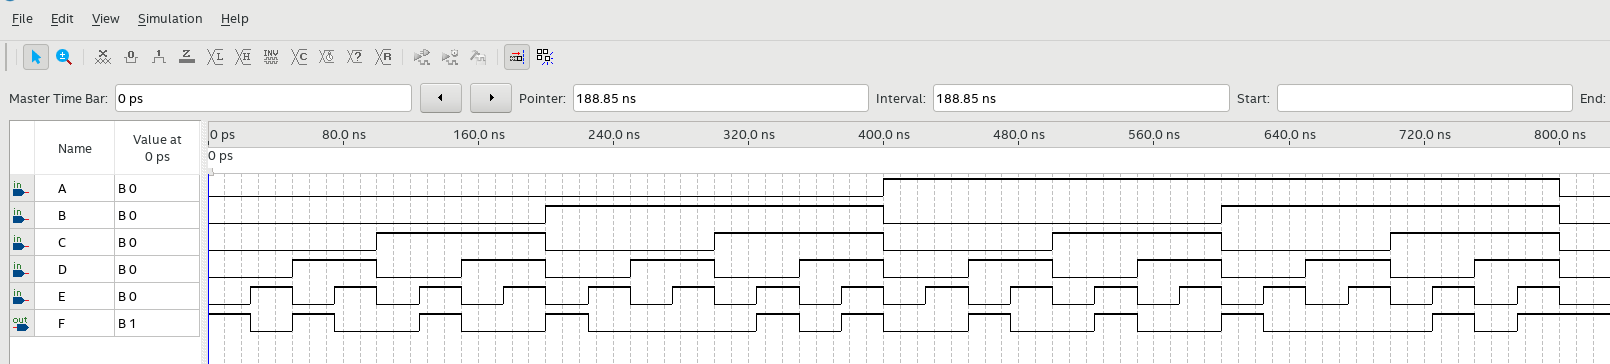 File Edit View Simulation Help
Master Time Bar: 0 ps Pointer: 188.85 ns Interval: 188.85 ns Start: End:
Name Value at 0 ps
0 ps 80.0 ns 160.0 ns 240.0 ns 320.0 ns 400.0 ns 480.0 ns 560.0 ns 640.0 ns 720.0 ns 800.0 ns
0 ps
in A B 0
in B B 0
in C B 0
in D B 0
in E B 0
out F B 1